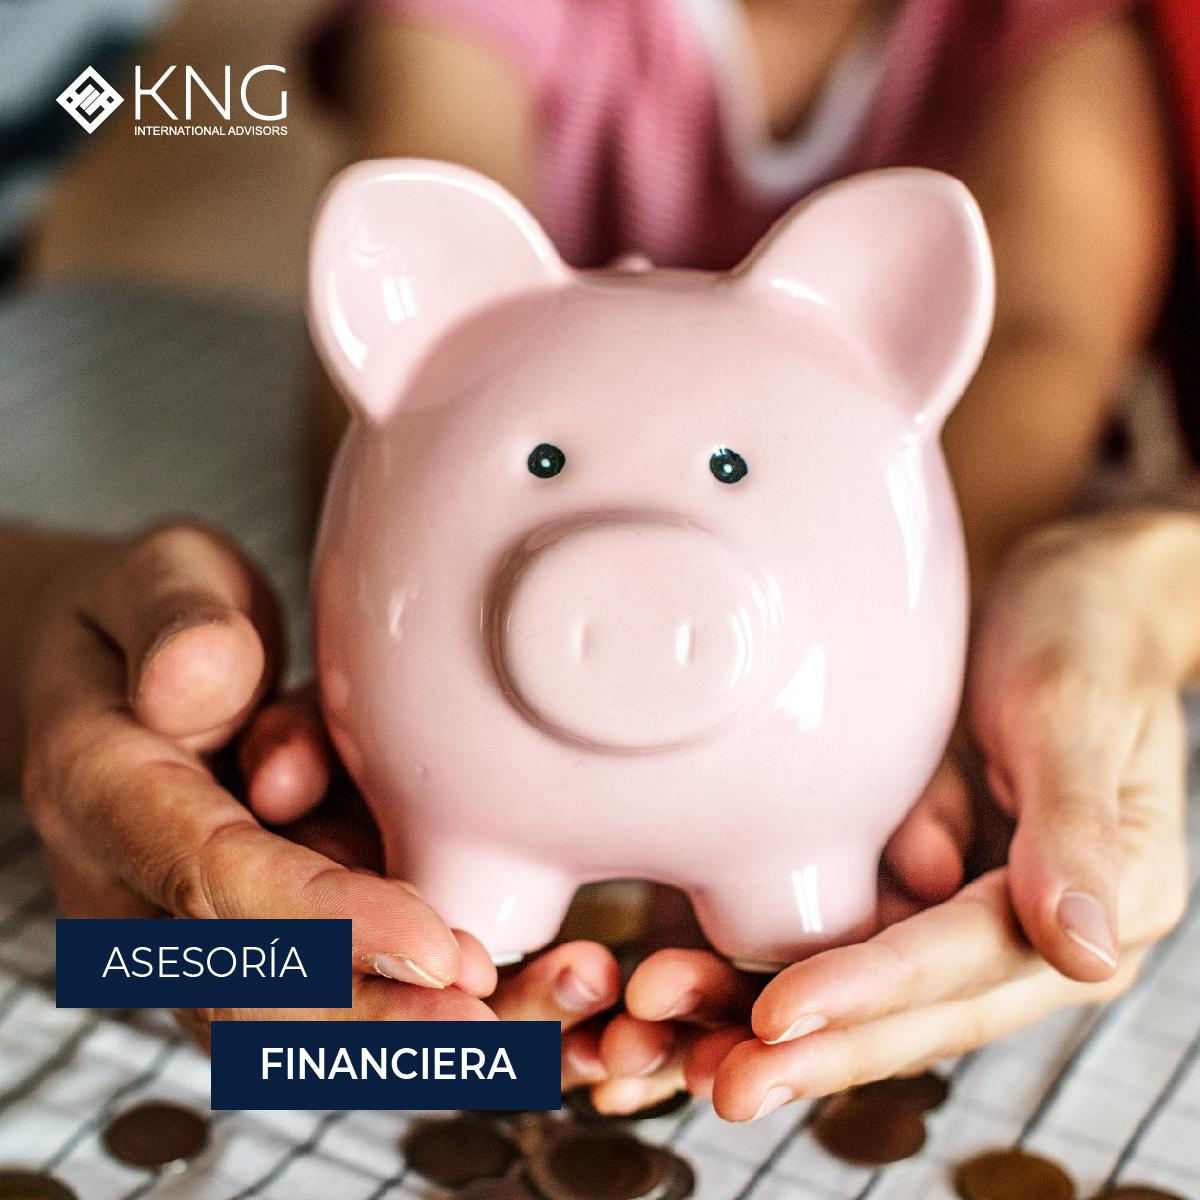 KNG
INTERNATIONAL ADVISORS
ASESORÍA
FINANCIERA